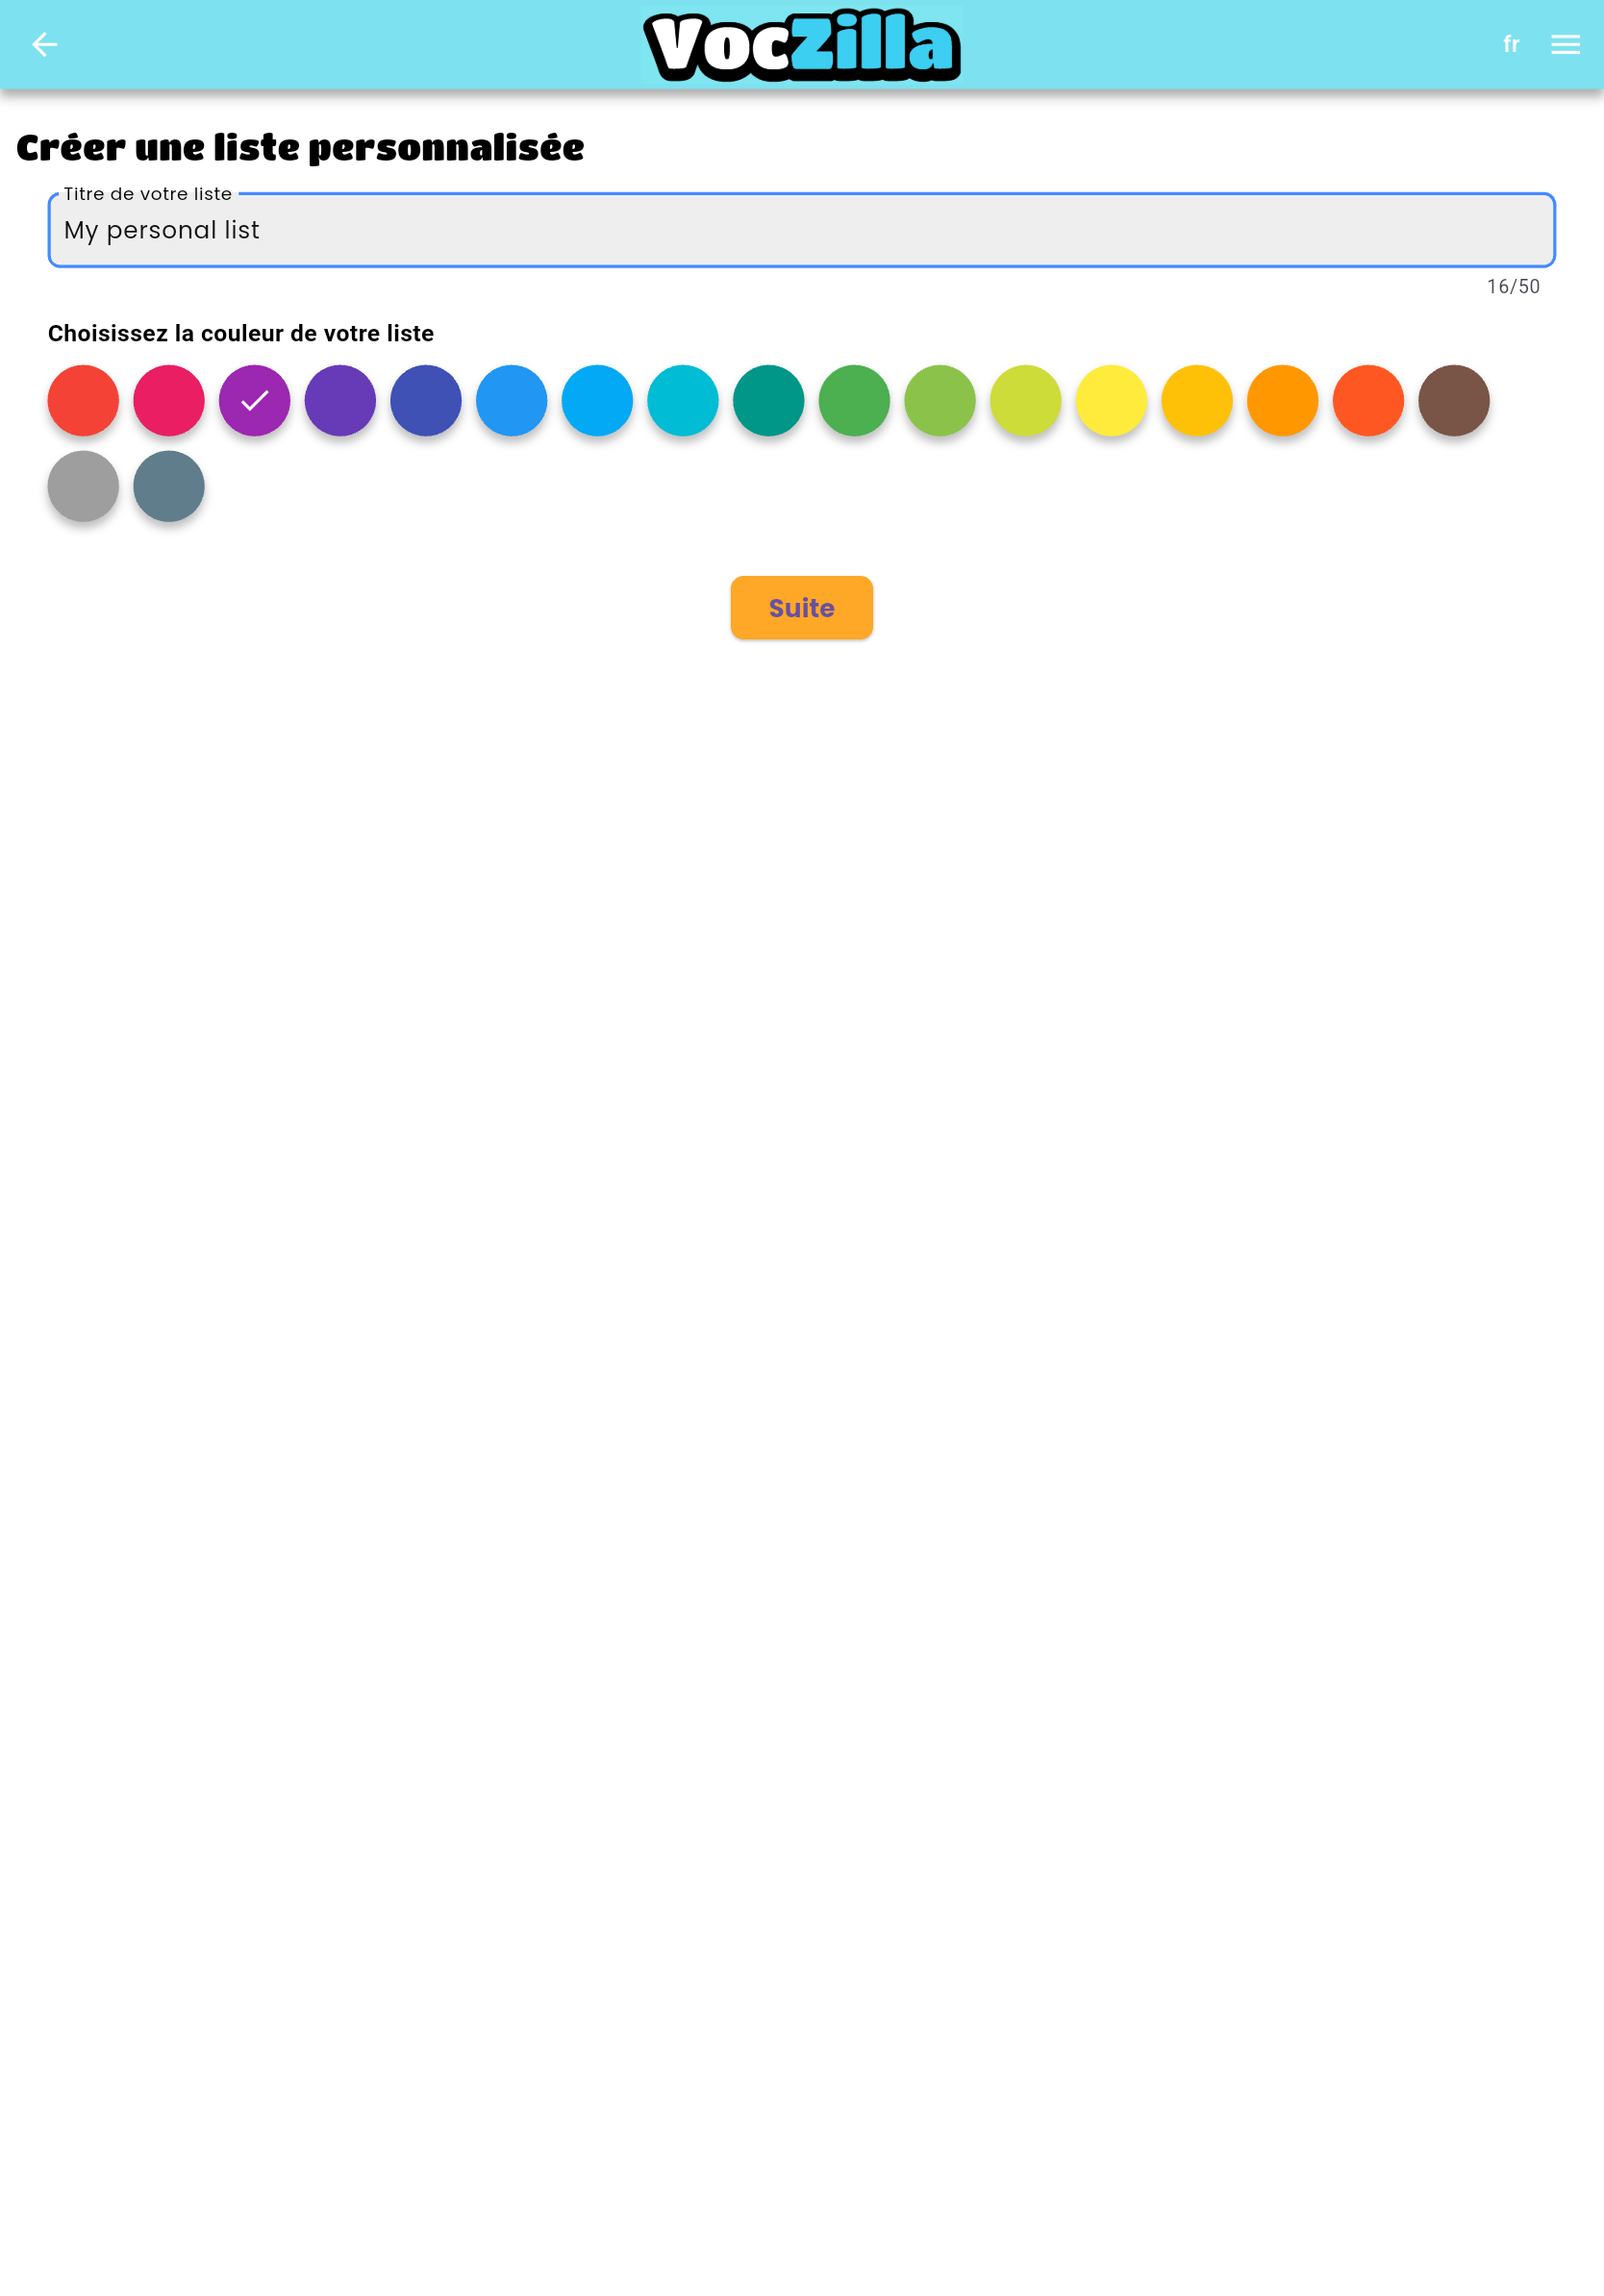 VocZilla
fr
Créer une liste personnalisée
Titre de votre liste
My personal list
16/50
Choisissez la couleur de votre liste
Suite